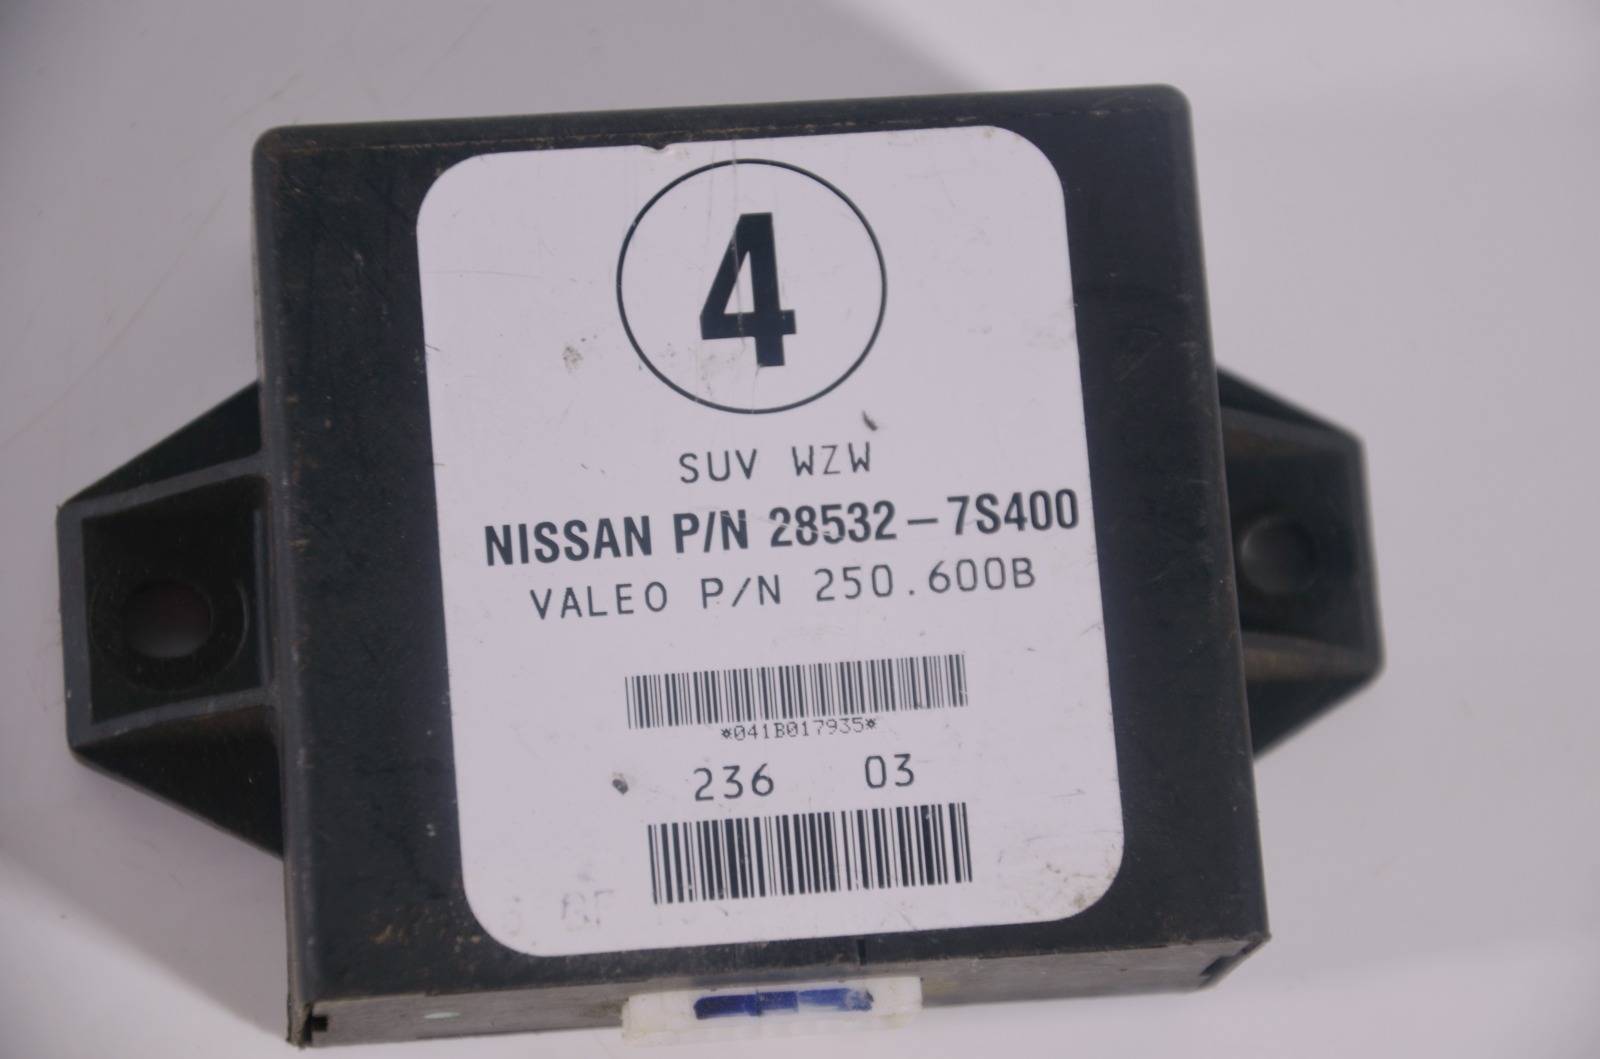 4
SUV WZW
NISSAN P/N 28532-7S400
VALEO P/N 250.600B
*041B017935*
236 03